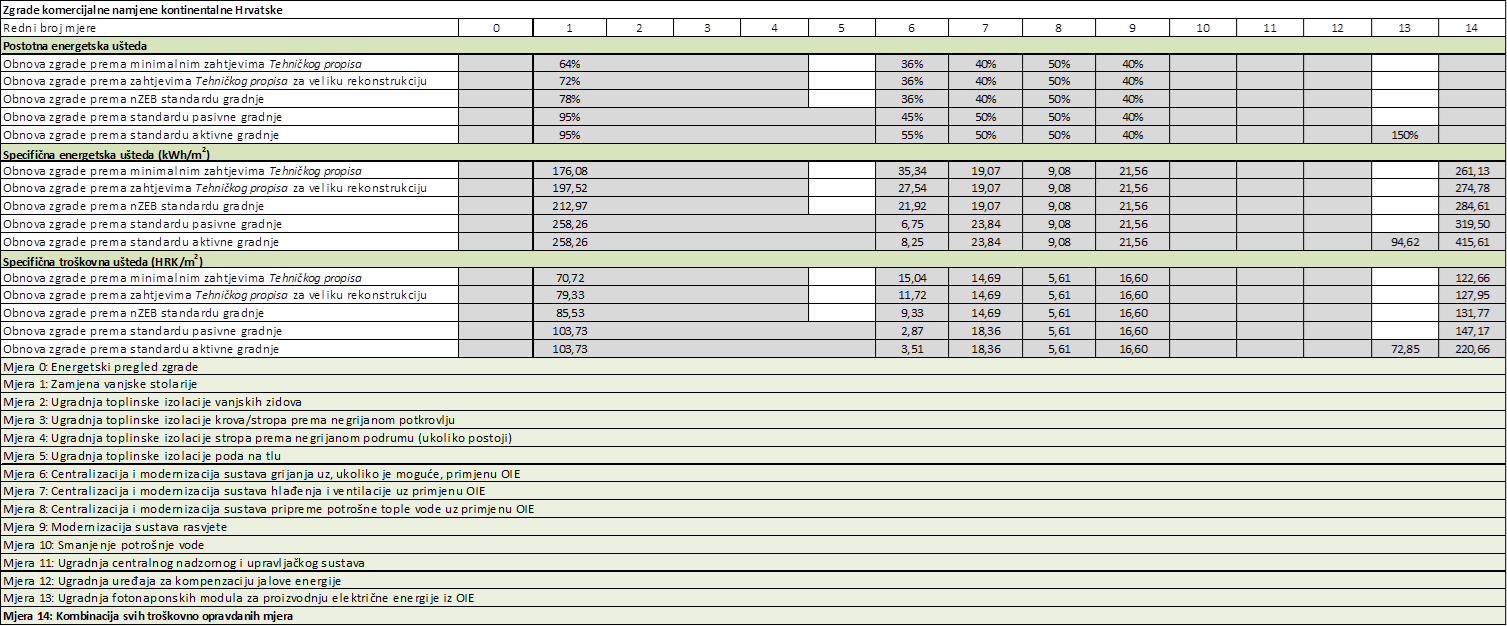 Zgrade komercijalne namjene kontinentalne Hrvatske
Redni broj mjere 0 1 2 3 4 5 6 7 8 9 10 11 12 13 14
Postotna energetska ušteda
Obnova zgrade prema minimalnim zahtjevima Tehničkog propisa 64% 36% 40% 50% 40%
Obnova zgrade prema zahtjevima Tehničkog propisa za veliku rekonstrukciju 72% 36% 40% 50% 40%
Obnova zgrade prema nZEB standardu gradnje 78% 36% 40% 50% 40%
Obnova zgrade prema standardu pasivne gradnje 95% 45% 50% 50% 40%
Obnova zgrade prema standardu aktivne gradnje 95% 55% 50% 50% 40% 150%
Specifična energetska ušteda (kWh/m²)
Obnova zgrade prema minimalnim zahtjevima Tehničkog propisa 176,08 35,34 19,07 9,08 21,56 261,13
Obnova zgrade prema zahtjevima Tehničkog propisa za veliku rekonstrukciju 197,52 27,54 19,07 9,08 21,56 274,78
Obnova zgrade prema nZEB standardu gradnje 212,97 21,92 19,07 9,08 21,56 284,61
Obnova zgrade prema standardu pasivne gradnje 258,26 6,75 23,84 9,08 21,56 319,50
Obnova zgrade prema standardu aktivne gradnje 258,26 8,25 23,84 9,08 21,56 94,62 415,61
Specifična troškovna ušteda (HRK/m²)
Obnova zgrade prema minimalnim zahtjevima Tehničkog propisa 70,72 15,04 14,69 5,61 16,60 122,66
Obnova zgrade prema zahtjevima Tehničkog propisa za veliku rekonstrukciju 79,33 11,72 14,69 5,61 16,60 127,95
Obnova zgrade prema nZEB standardu gradnje 85,53 9,33 14,69 5,61 16,60 131,77
Obnova zgrade prema standardu pasivne gradnje 103,73 2,87 18,36 5,61 16,60 147,17
Obnova zgrade prema standardu aktivne gradnje 103,73 3,51 18,36 5,61 16,60 72,85 220,66
Mjera 0: Energetski pregled zgrade
Mjera 1: Zamjena vanjske stolarije
Mjera 2: Ugradnja toplinske izolacije vanjskih zidova
Mjera 3: Ugradnja toplinske izolacije krova/stropa prema negrijanom potkrovlju
Mjera 4: Ugradnja toplinske izolacije stropa prema negrijanom podrumu (ukoliko postoji)
Mjera 5: Ugradnja toplinske izolacije poda na tlu
Mjera 6: Centralizacija i modernizacija sustava grijanja uz, ukoliko je moguće, primjenu OIE
Mjera 7: Centralizacija i modernizacija sustava hlađenja i ventilacije uz primjenu OIE
Mjera 8: Centralizacija i modernizacija sustava pripreme potrošne tople vode uz primjenu OIE
Mjera 9: Modernizacija sustava rasvjete
Mjera 10: Smanjenje potrošnje vode
Mjera 11: Ugradnja centralnog nadzornog i upravljačkog sustava
Mjera 12: Ugradnja uređaja za kompenzaciju jalove energije
Mjera 13: Ugradnja fotonaponskih modula za proizvodnju električne energije iz OIE
Mjera 14: Kombinacija svih troškovno opravdanih mjera